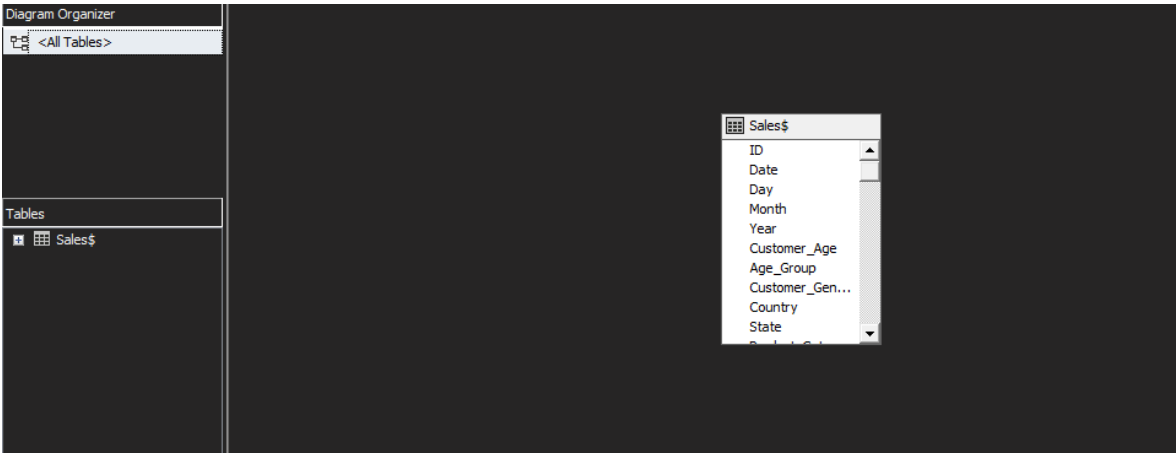 Diagram Organizer
<All Tables>
Tables
Sales$
Sales$
ID
Date
Day
Month
Year
Customer_Age
Age_Group
Customer_Gen...
Country
State